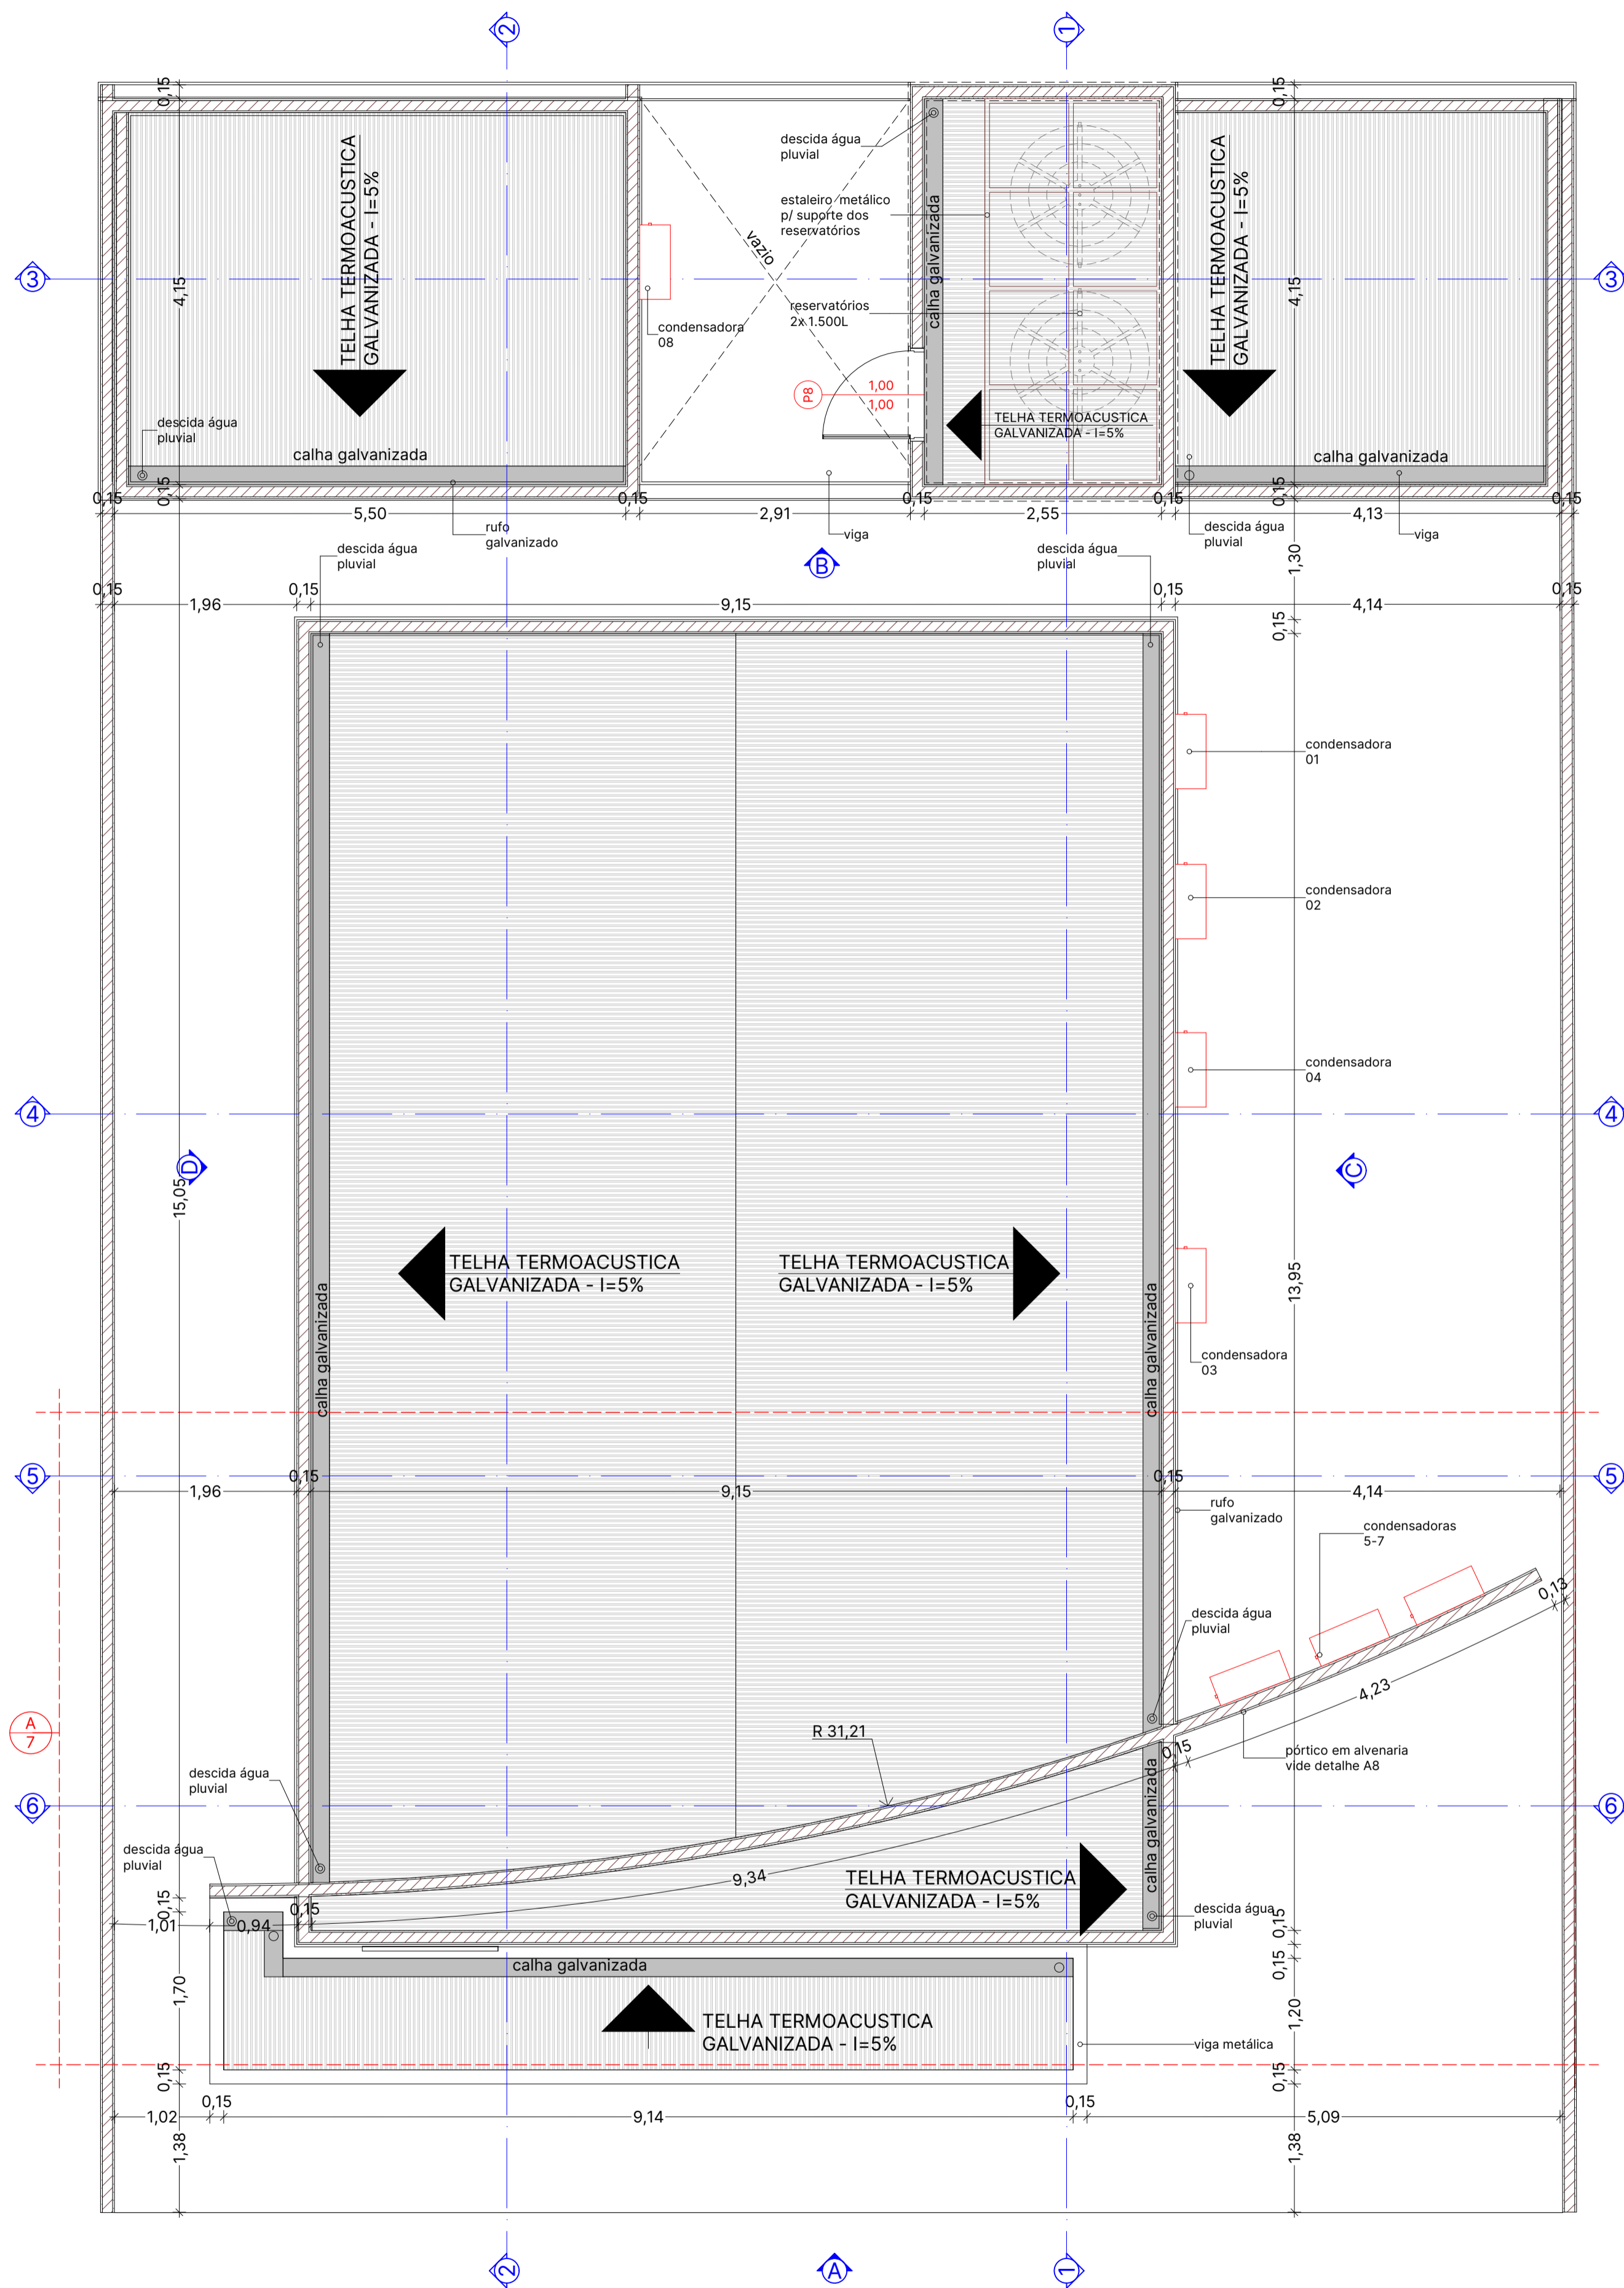 2
1
0,15
0,15
descida água
pluvial
TELHA TERMOACUSTICA
GALVANIZADA - I=5%
estaleiro metálico
p/ suporte dos
reservatórios
calha galvanizada
TELHA TERMOACUSTICA
GALVANIZADA - I=5%
vazio
3
3
4,15
4,15
reservatórios
2x 1.500L
condensadora
08
P8
1,00
1,00
TELHA TERMOACUSTICA
GALVANIZADA - I=5%
descida água
pluvial
calha galvanizada
calha galvanizada
0,15
0,15
0,15
0,15
0,15
0,15
0,15
5,50
2,91
2,55
4,13
rufo
galvanizado
viga
descida água
pluvial
viga
descida água
pluvial
B
descida água
pluvial
1,30
0,15
0,15
0,15
0,15
1,96
9,15
4,14
0,15
condensadora
01
condensadora
02
condensadora
04
4
4
D
C
15,05
TELHA TERMOACUSTICA
GALVANIZADA - I=5%
TELHA TERMOACUSTICA
GALVANIZADA - I=5%
13,95
calha galvanizada
calha galvanizada
condensadora
03
5
5
0,15
0,15
1,96
9,15
4,14
rufo
galvanizado
condensadoras
5-7
0,13
descida água
pluvial
4,23
A
7
R 31,21
0,15
pórtico em alvenaria
vide detalhe A8
descida água
pluvial
6
6
calha galvanizada
descida água
pluvial
9,34
TELHA TERMOACUSTICA
GALVANIZADA - I=5%
0,15
0,15
descida água
pluvial
1,01
0,94
0,15
0,15
calha galvanizada
1,70
TELHA TERMOACUSTICA
GALVANIZADA - I=5%
1,20
viga metálica
0,15
0,15
0,15
0,15
1,02
9,14
5,09
1,38
1,38
2
A
1